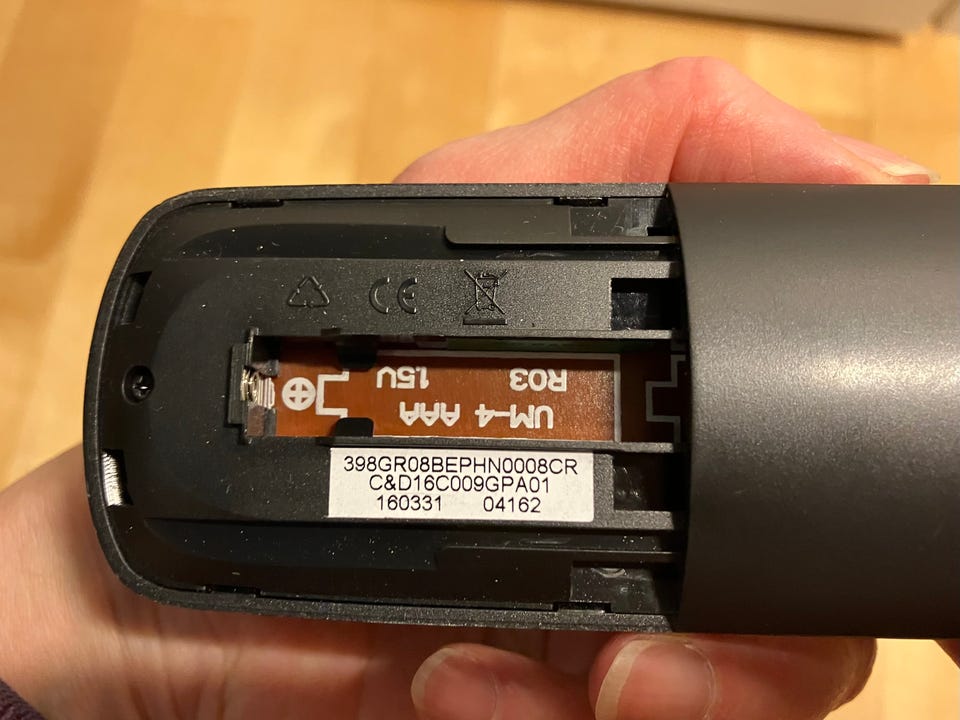 CE
1.5V R03
UM-4 AAA
398GR08BEPHN0008CR
C&D16C009GPA01
160331 04162